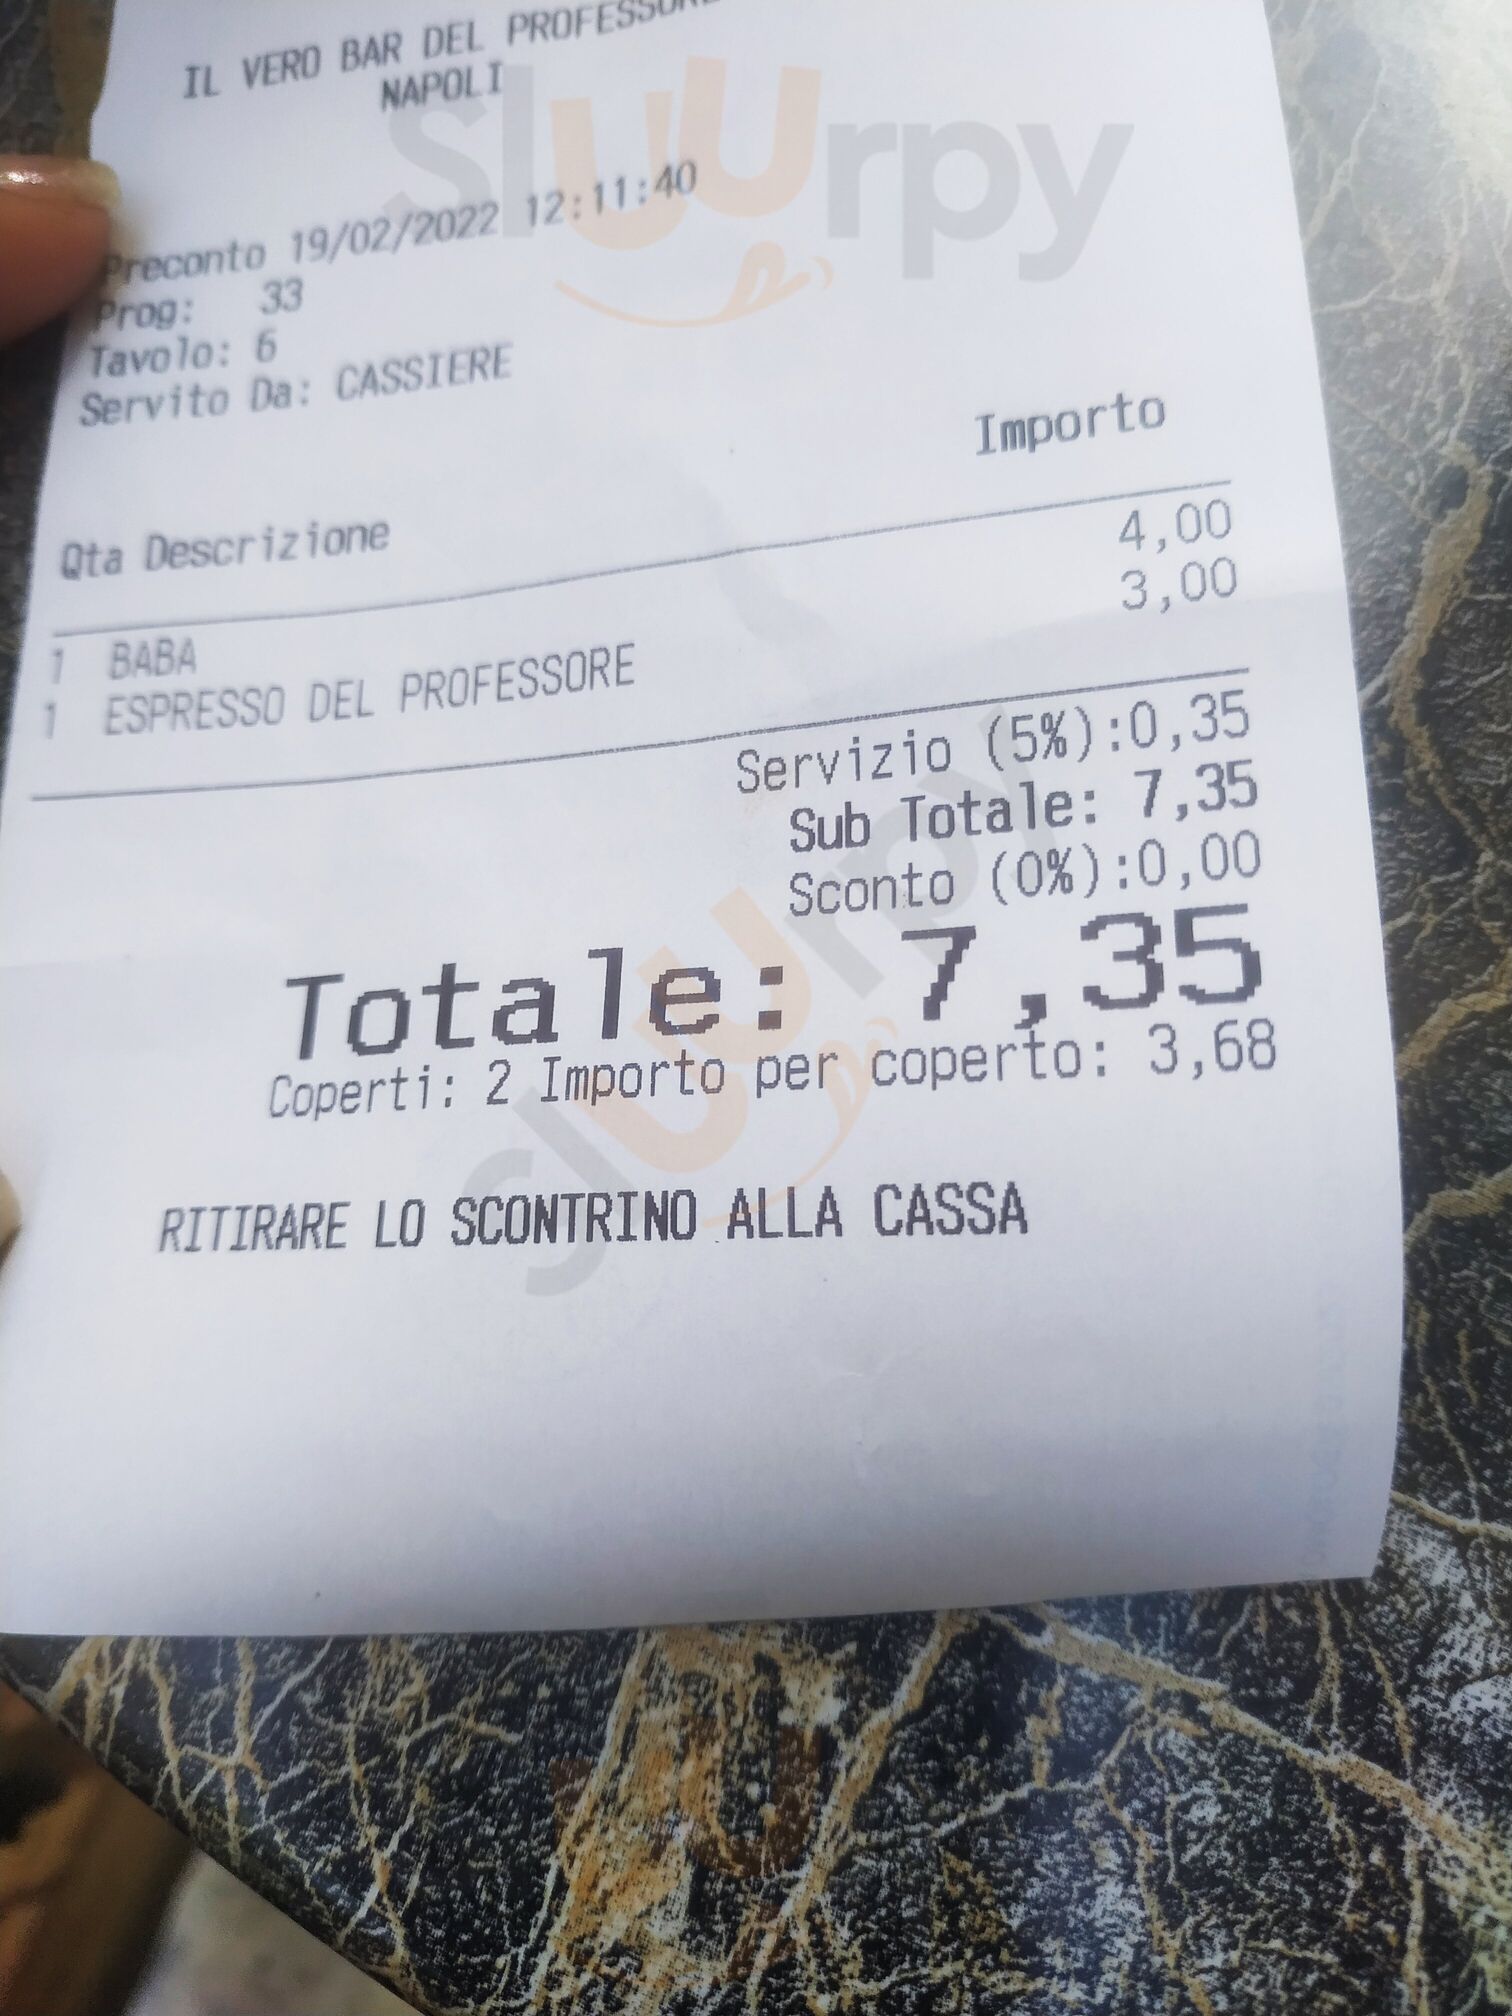 IL VERO BAR DEL PROFESSORE
NAPOLI
Preconto 19/02/2022 12:11:40
Prog: 33
Tavolo: 6
Servito Da: CASSIERE
Qta Descrizione Importo
1 BABA 4,00
1 ESPRESSO DEL PROFESSORE 3,00
Servizio (5%):0,35
Sub Totale: 7,35
Sconto (0%):0,00
Totale: 7,35
Coperti: 2 Importo per coperto: 3,68
RITIRARE LO SCONTRINO ALLA CASSA
sluurpy
sluurpy